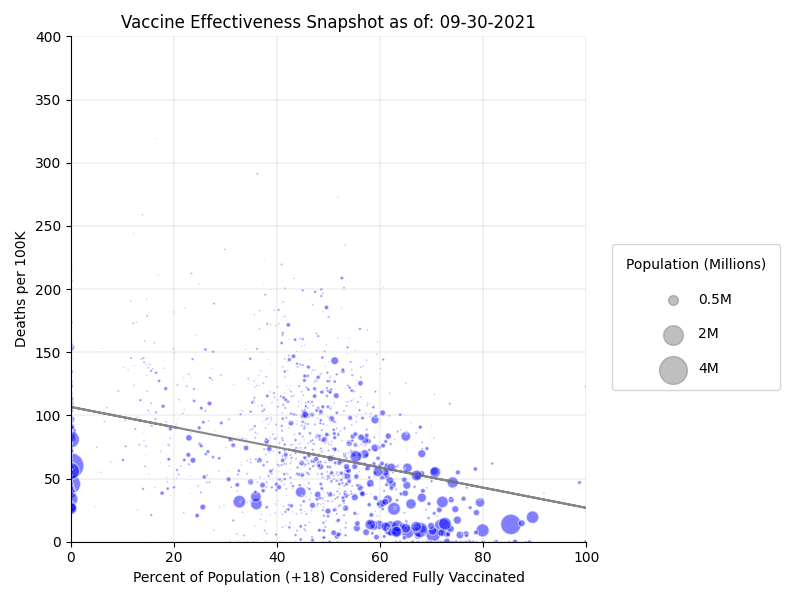 Vaccine Effectiveness Snapshot as of: 09-30-2021
400
350
300
250
200
150
100
50
0
Deaths per 100K
0 20 40 60 80 100
Percent of Population (+18) Considered Fully Vaccinated
Population (Millions)
0.5M
2M
4M